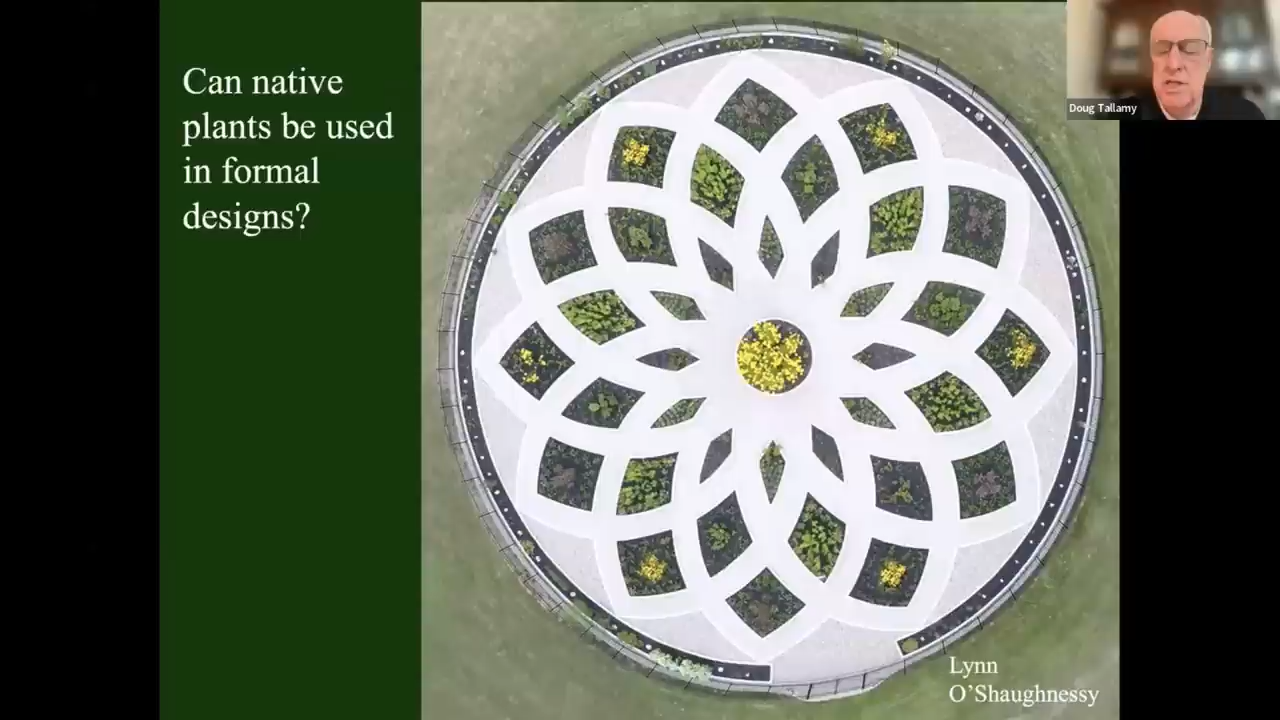 Can native
plants be used
in formal
designs?
Doug Tallamy
Lynn
O'Shaughnessy